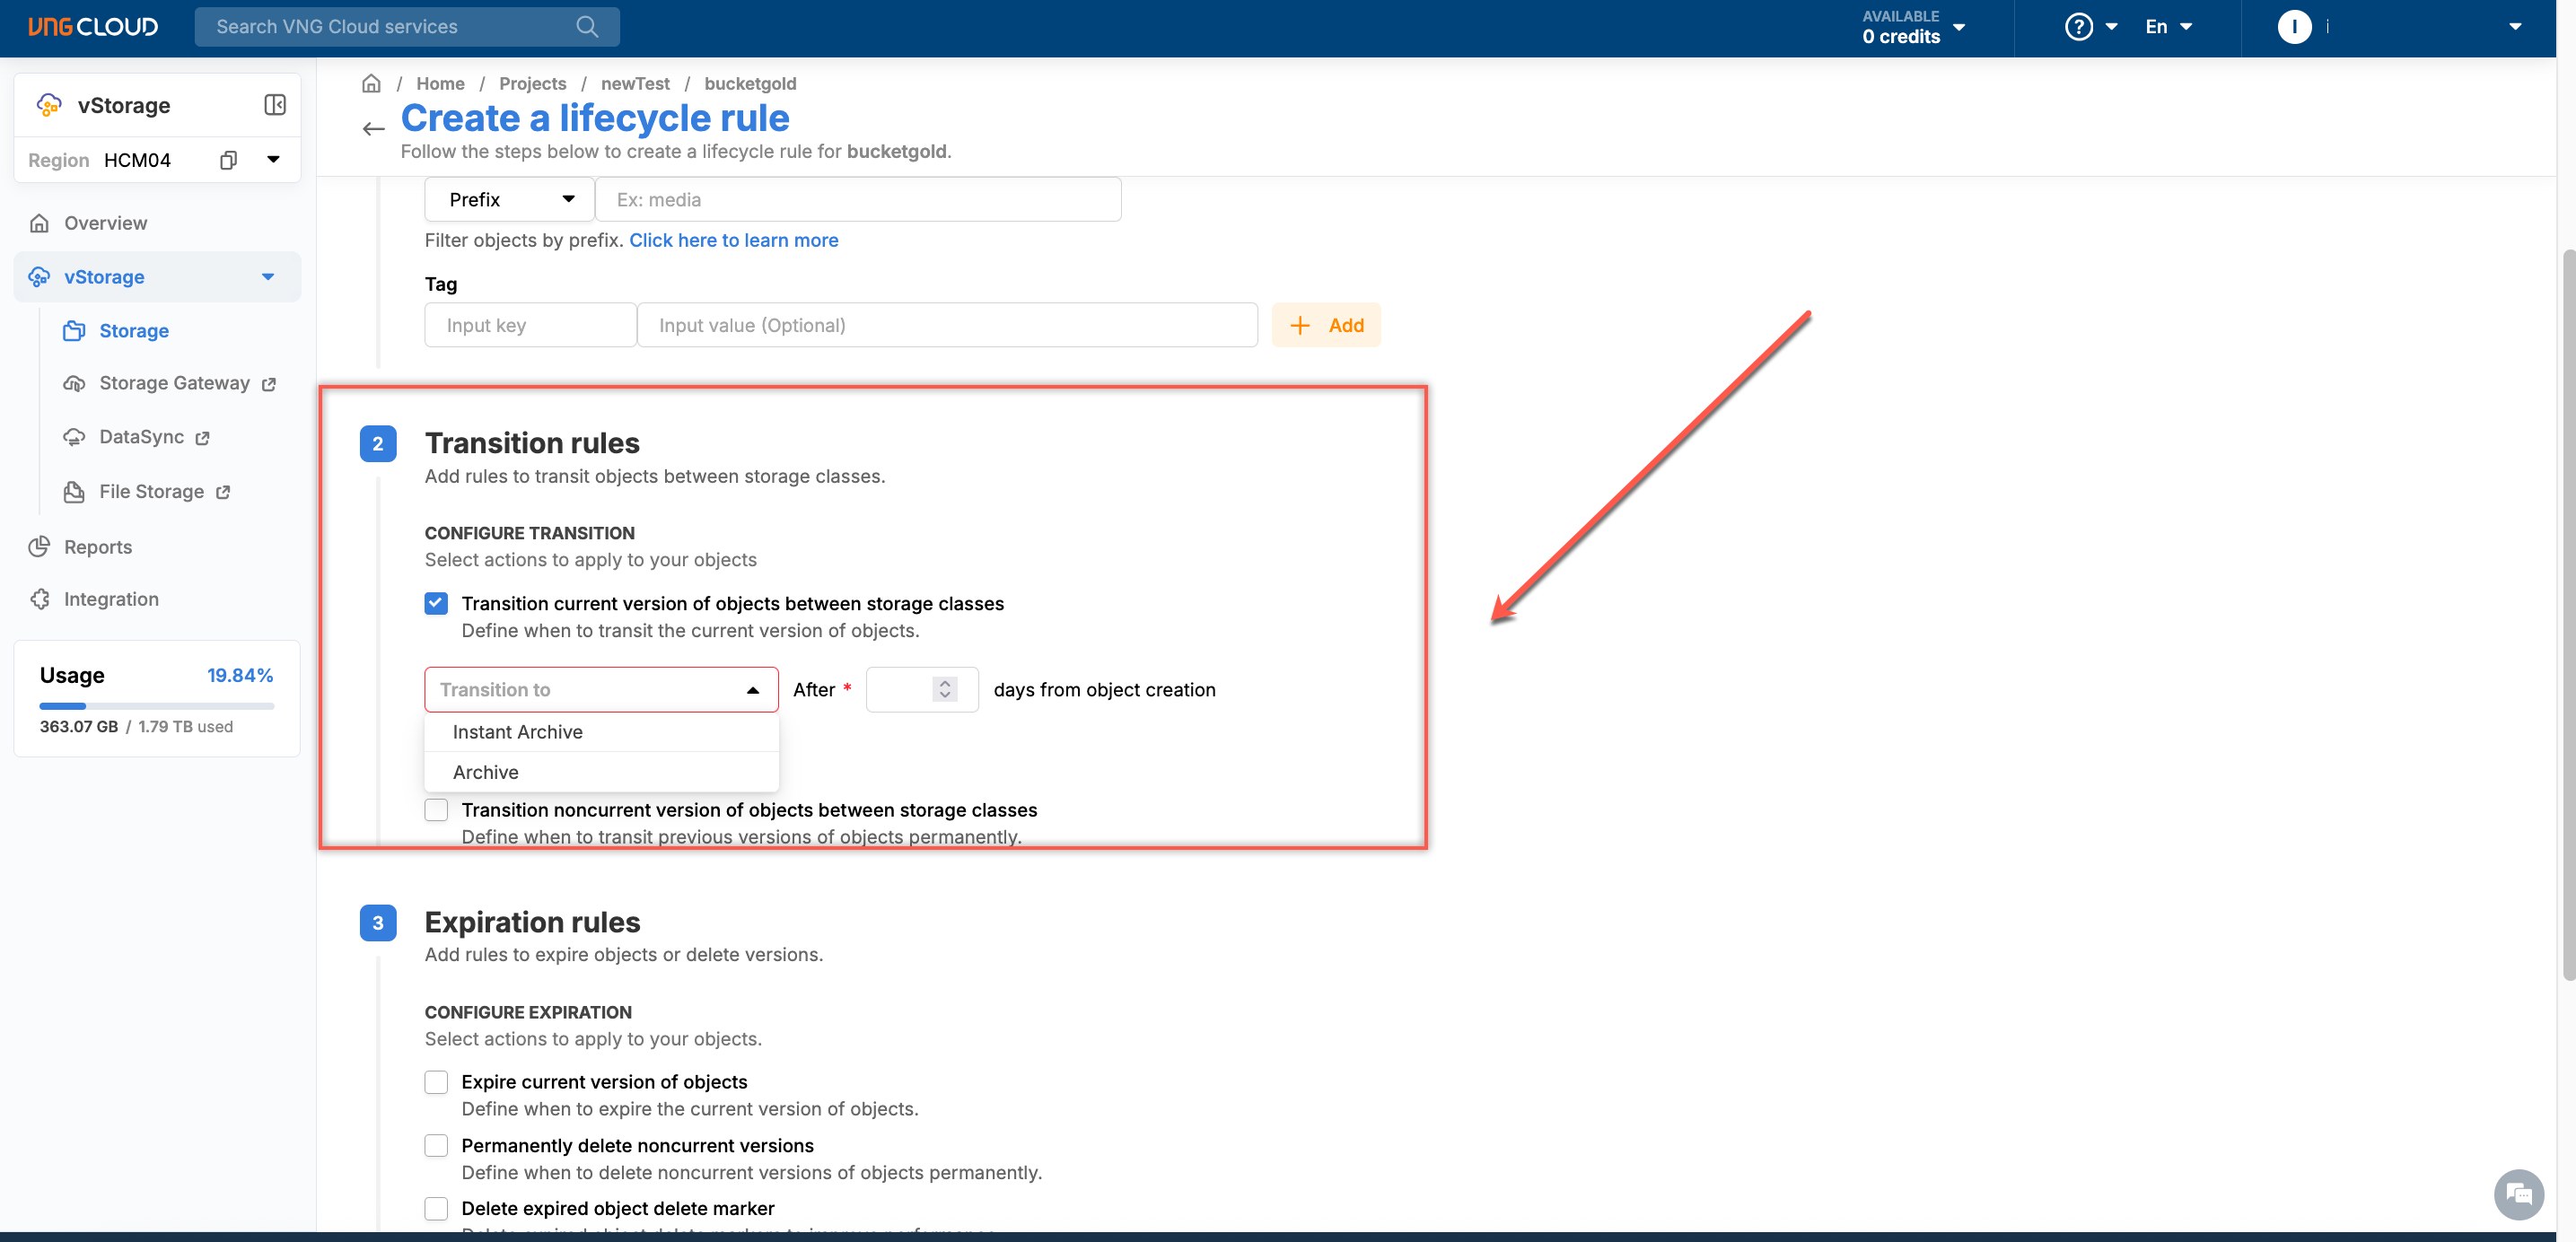 VNG CLOUD
Search VNG Cloud services
AVAILABLE
0 credits
?
En
I
i
vStorage
Region HCM04
Overview
vStorage
Storage
Storage Gateway
DataSync
File Storage
Reports
Integration
Usage 19.84%
363.07 GB / 1.79 TB used
/ Home / Projects / newTest / bucketgold
Create a lifecycle rule
Follow the steps below to create a lifecycle rule for bucketgold.
Prefix Ex: media
Filter objects by prefix. Click here to learn more
Tag
Input key Input value (Optional) + Add
2 Transition rules
Add rules to transit objects between storage classes.
CONFIGURE TRANSITION
Select actions to apply to your objects
Transition current version of objects between storage classes
Define when to transit the current version of objects.
Transition to After * days from object creation
Instant Archive
Archive
Transition noncurrent version of objects between storage classes
Define when to transit previous versions of objects permanently.
3 Expiration rules
Add rules to expire objects or delete versions.
CONFIGURE EXPIRATION
Select actions to apply to your objects.
Expire current version of objects
Define when to expire the current version of objects.
Permanently delete noncurrent versions
Define when to delete noncurrent versions of objects permanently.
Delete expired object delete marker